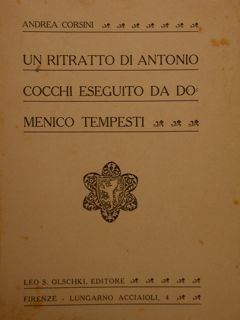 ANDREA CORSINI
UN RITRATTO DI ANTONIO
COCCHI ESEGUITO DA DO:
MENICO TEMPESTI
LEO S. OLSCHKI, EDITORE
FIRENZE - LUNGARNO ACCIAIOLI, 4